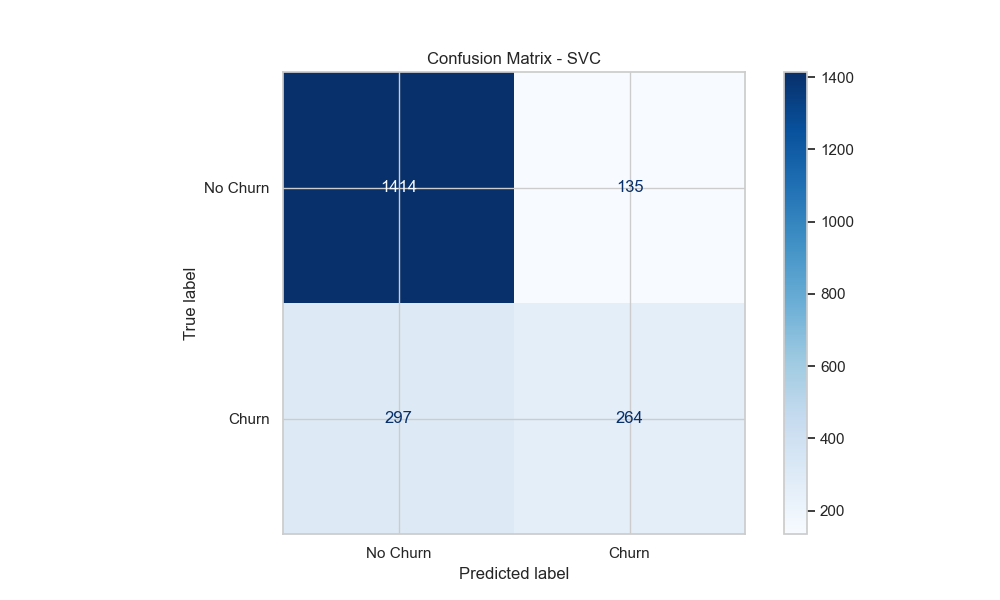 Confusion Matrix - SVC
True label
No Churn
Churn
1414
135
297
264
No Churn
Churn
Predicted label
1400
1200
1000
800
600
400
200